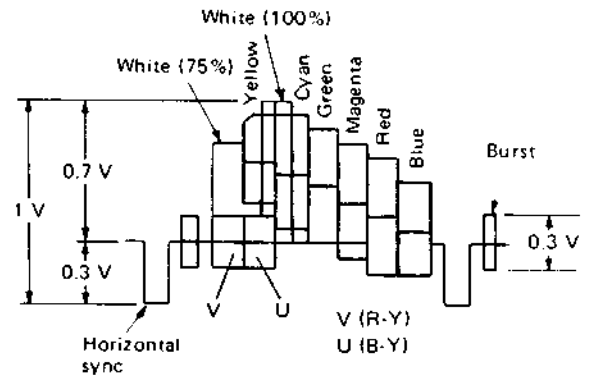 White (100%)
White (75%)
Yellow
Cyan
Green
Magenta
Red
Blue
Burst
0.7 V
1 V
0.3 V
0.3 V
V
U
V (R-Y)
U (B-Y)
Horizontal
sync